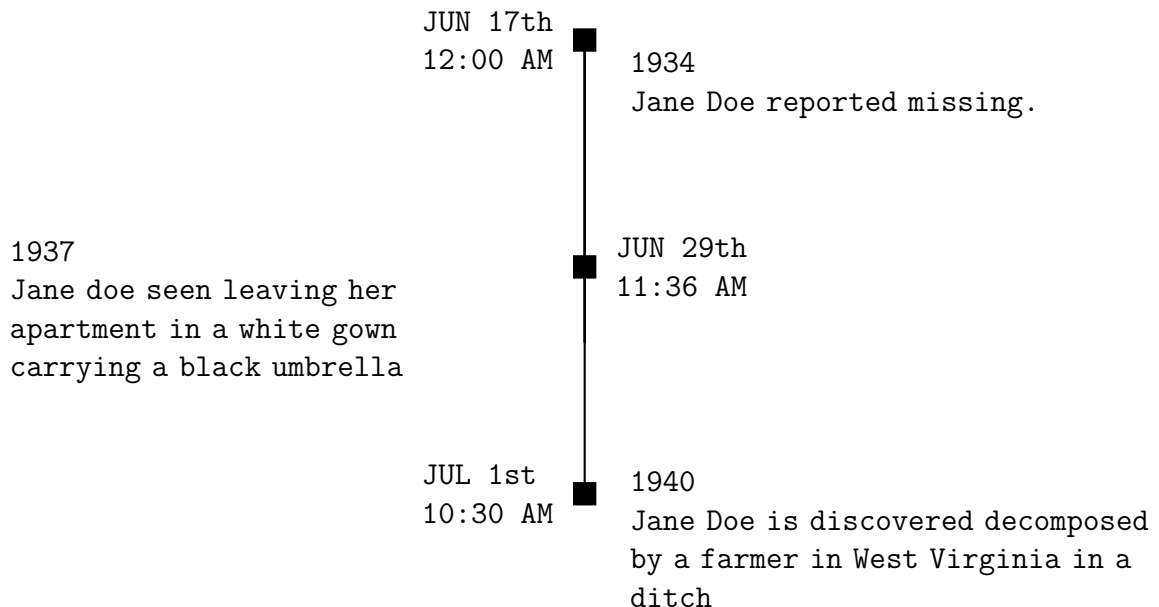 JUN 17th
12:00 AM
1934
Jane Doe reported missing.
1937
Jane doe seen leaving her
apartment in a white gown
carrying a black umbrella
JUN 29th
11:36 AM
JUL 1st
10:30 AM
1940
Jane Doe is discovered decomposed
by a farmer in West Virginia in a
ditch